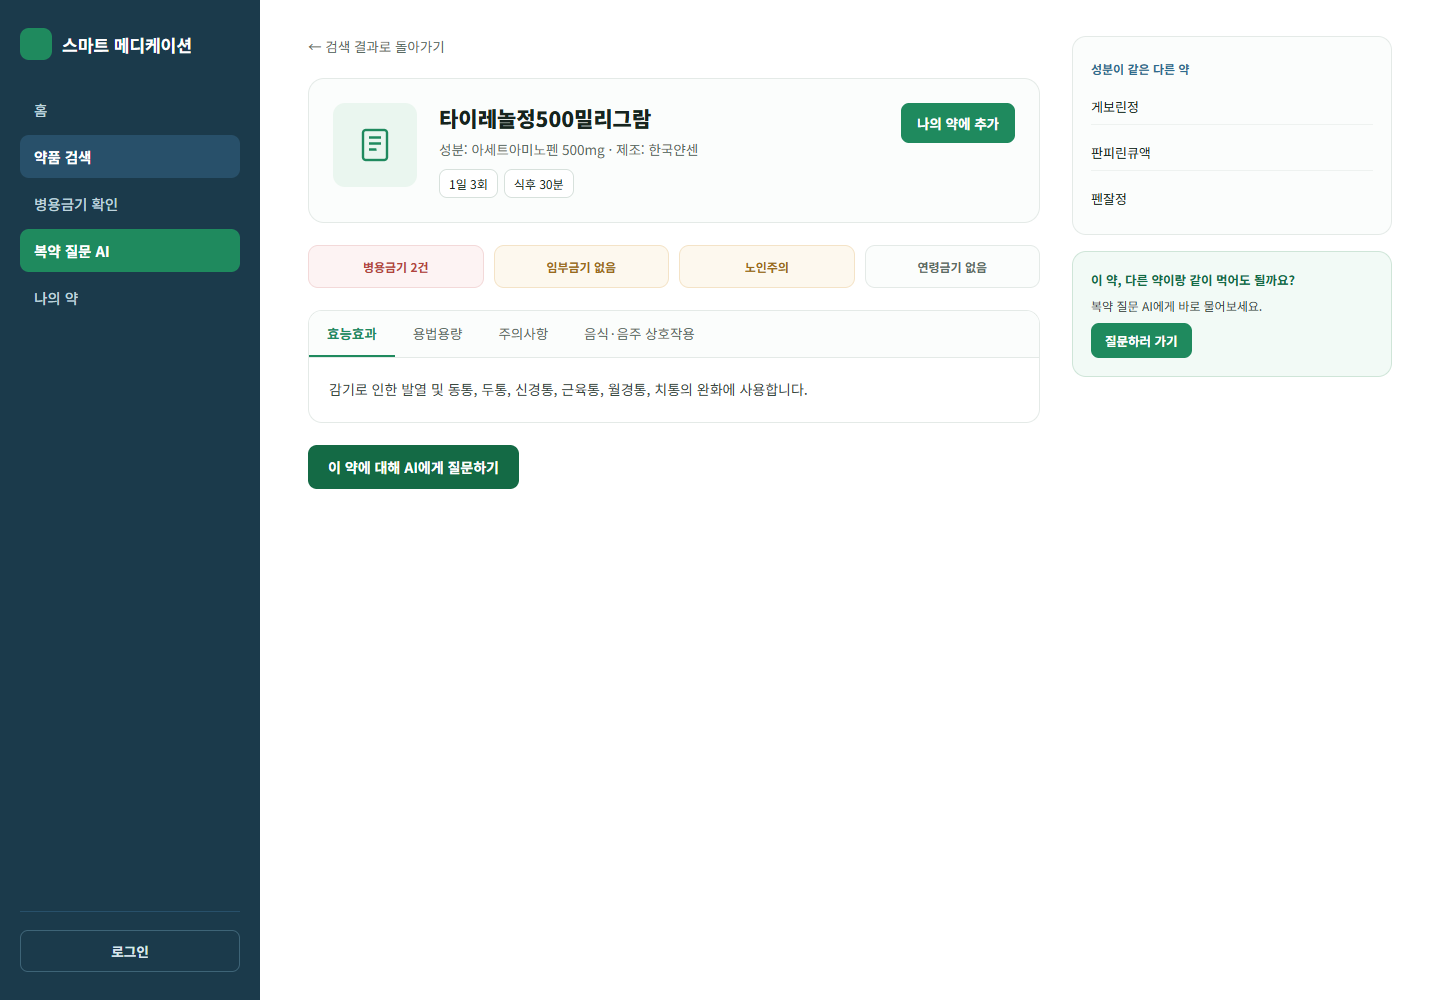 스마트 메디케이션
홈
약품 검색
병용금기 확인
복약 질문 AI
나의 약
로그인
← 검색 결과로 돌아가기
타이레놀정500밀리그람
성분: 아세트아미노펜 500mg · 제조: 한국얀센
1일 3회
식후 30분
나의 약에 추가
병용금기 2건
임부금기 없음
노인주의
연령금기 없음
효능효과
용법용량
주의사항
음식·음주 상호작용
감기로 인한 발열 및 동통, 두통, 신경통, 근육통, 월경통, 치통의 완화에 사용합니다.
이 약에 대해 AI에게 질문하기
성분이 같은 다른 약
게보린정
판피린큐액
펜잘정
이 약, 다른 약이랑 같이 먹어도 될까요?
복약 질문 AI에게 바로 물어보세요.
질문하러 가기